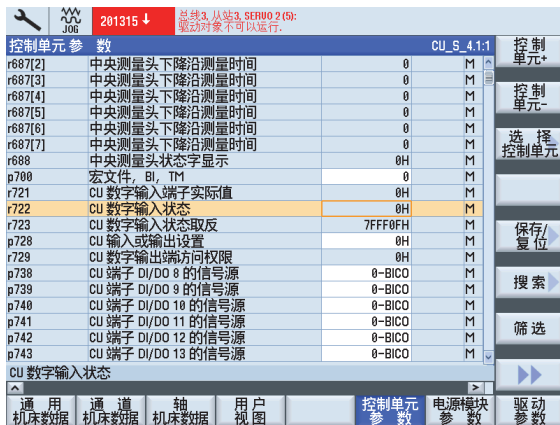 JOG
201315 ↓
总线3, 从站3, SERVO 2 (5):
驱动对象不可以运行.
控制单元参 数 CU_S_4.1:1
r687[2] 中央测量头下降沿测量时间 0 M
r687[3] 中央测量头下降沿测量时间 0 M
r687[4] 中央测量头下降沿测量时间 0 M
r687[5] 中央测量头下降沿测量时间 0 M
r687[6] 中央测量头下降沿测量时间 0 M
r687[7] 中央测量头下降沿测量时间 0 M
r688 中央测量头状态字显示 0H M
p700 宏文件, BI, TM 0 M
r721 CU 数字输入端子实际值 0H M
r722 CU 数字输入状态 0H M
r723 CU 数字输入状态取反 7FFF0FH M
p728 CU 输入或输出设置 0H M
r729 CU 数字输出端访问权限 0H M
p738 CU 端子 DI/DO 8 的信号源 0-BICO M
p739 CU 端子 DI/DO 9 的信号源 0-BICO M
p740 CU 端子 DI/DO 10 的信号源 0-BICO M
p741 CU 端子 DI/DO 11 的信号源 0-BICO M
p742 CU 端子 DI/DO 12 的信号源 0-BICO M
p743 CU 端子 DI/DO 13 的信号源 0-BICO M
CU 数字输入状态
控 制
单元+
控 制
单元-
选 择
控制单元
保存/
复 位
搜 索
筛 选
通 用
机床数据
通 道
机床数据
轴
机床数据
用 户
视 图
控制单元
参 数
电源模块
参 数
驱 动
参 数